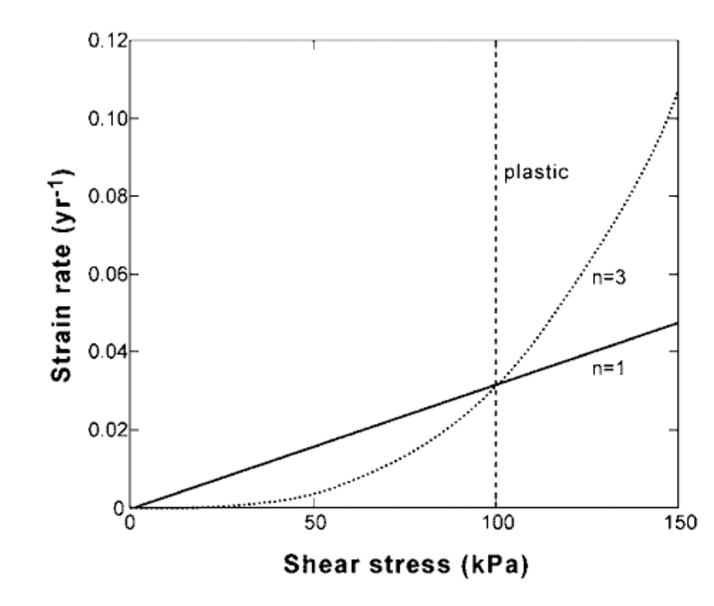 0.12
0.10
0.08
0.06
0.04
0.02
0
0
50
100
150
plastic
n=3
n=1
Strain rate (yr-1)
Shear stress (kPa)